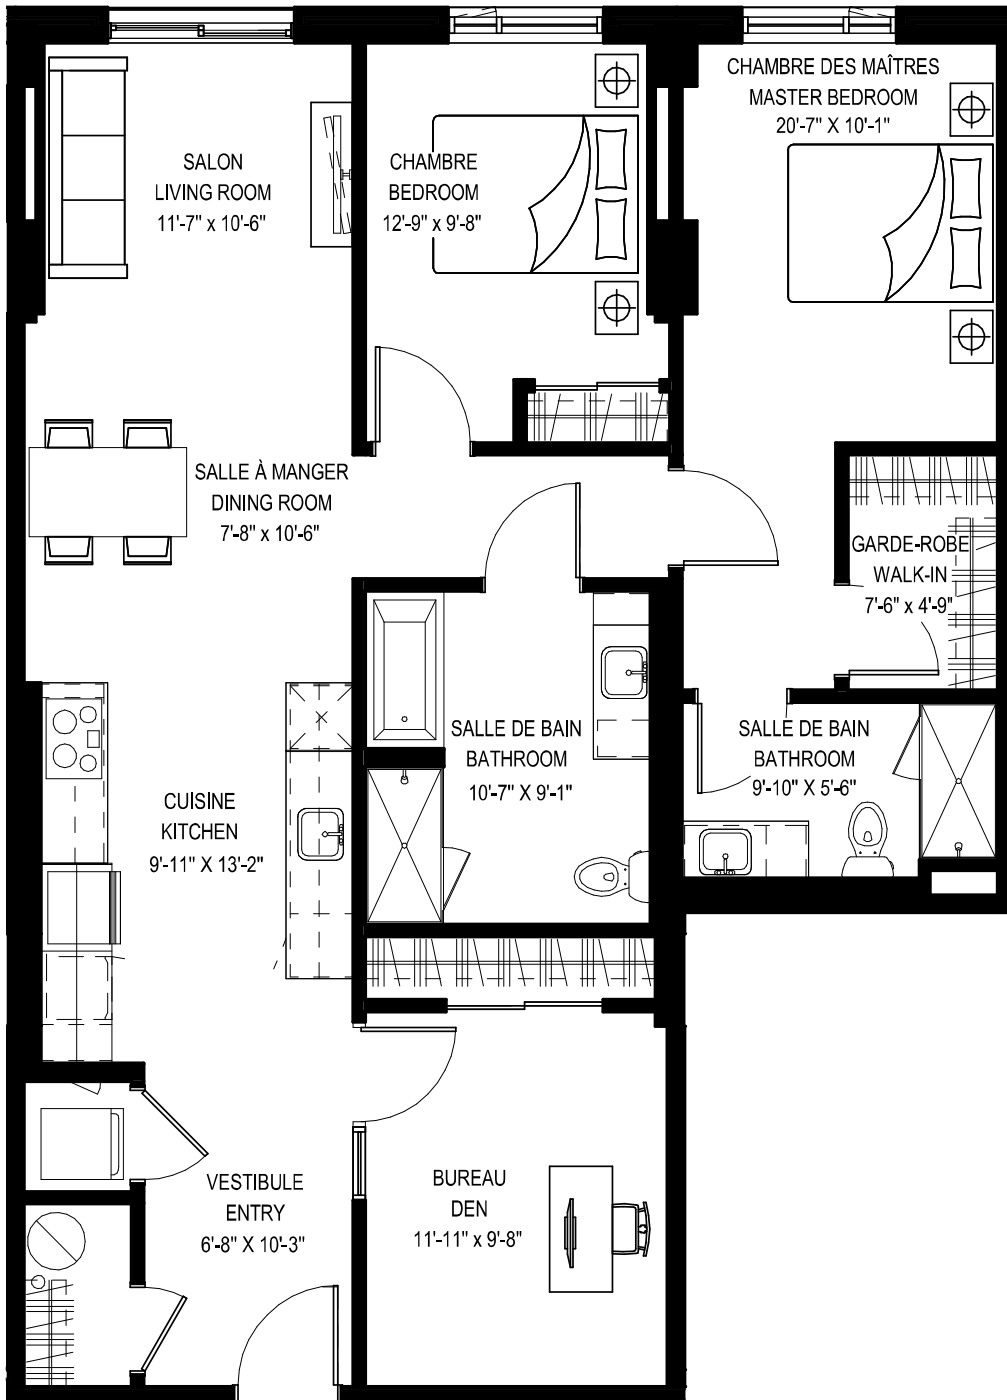 SALON
LIVING ROOM
11'-7" x 10'-6"
CHAMBRE
BEDROOM
12'-9" x 9'-8"
CHAMBRE DES MAÎTRES
MASTER BEDROOM
20'-7" X 10'-1"
SALLE À MANGER
DINING ROOM
7'-8" x 10'-6"
GARDE-ROBE
WALK-IN
7'-6" x 4'-9"
SALLE DE BAIN
BATHROOM
10'-7" X 9'-1"
SALLE DE BAIN
BATHROOM
9'-10" X 5'-6"
CUISINE
KITCHEN
9'-11" X 13'-2"
VESTIBULE
ENTRY
6'-8" X 10'-3"
BUREAU
DEN
11'-11" x 9'-8"